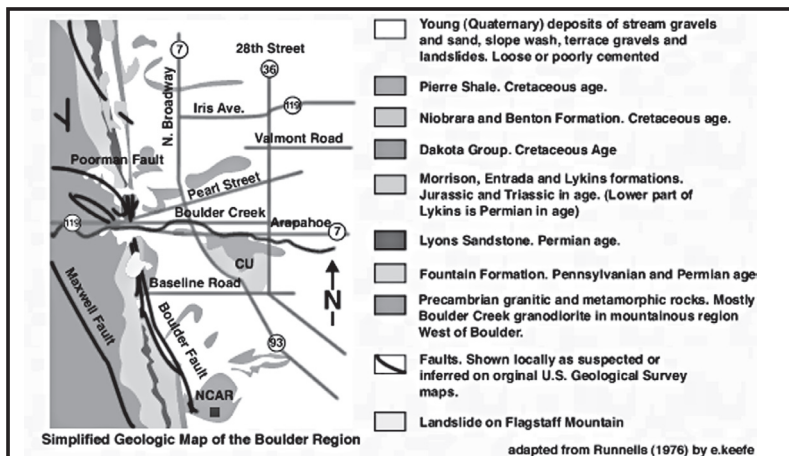 7
28th Street
36
N. Broadway
Iris Ave.
119
Valmont Road
Poorman Fault
Pearl Street
Boulder Creek
119
Arapahoe
7
CU
Baseline Road
N
Maxwell Fault
Boulder Fault
93
NCAR
Simplified Geologic Map of the Boulder Region
Young (Quaternary) deposits of stream gravels
and sand, slope wash, terrace gravels and
landslides. Loose or poorly cemented
Pierre Shale. Cretaceous age.
Niobrara and Benton Formation. Cretaceous age.
Dakota Group. Cretaceous Age
Morrison, Entrada and Lykins formations.
Jurassic and Triassic in age. (Lower part of
Lykins is Permian in age)
Lyons Sandstone. Permian age.
Fountain Formation. Pennsylvanian and Permian age
Precambrian granitic and metamorphic rocks. Mostly
Boulder Creek granodiorite in mountainous region
West of Boulder.
Faults. Shown locally as suspected or
inferred on orginal U.S. Geological Survey
maps.
Landslide on Flagstaff Mountain
adapted from Runnells (1976) by e.keefe